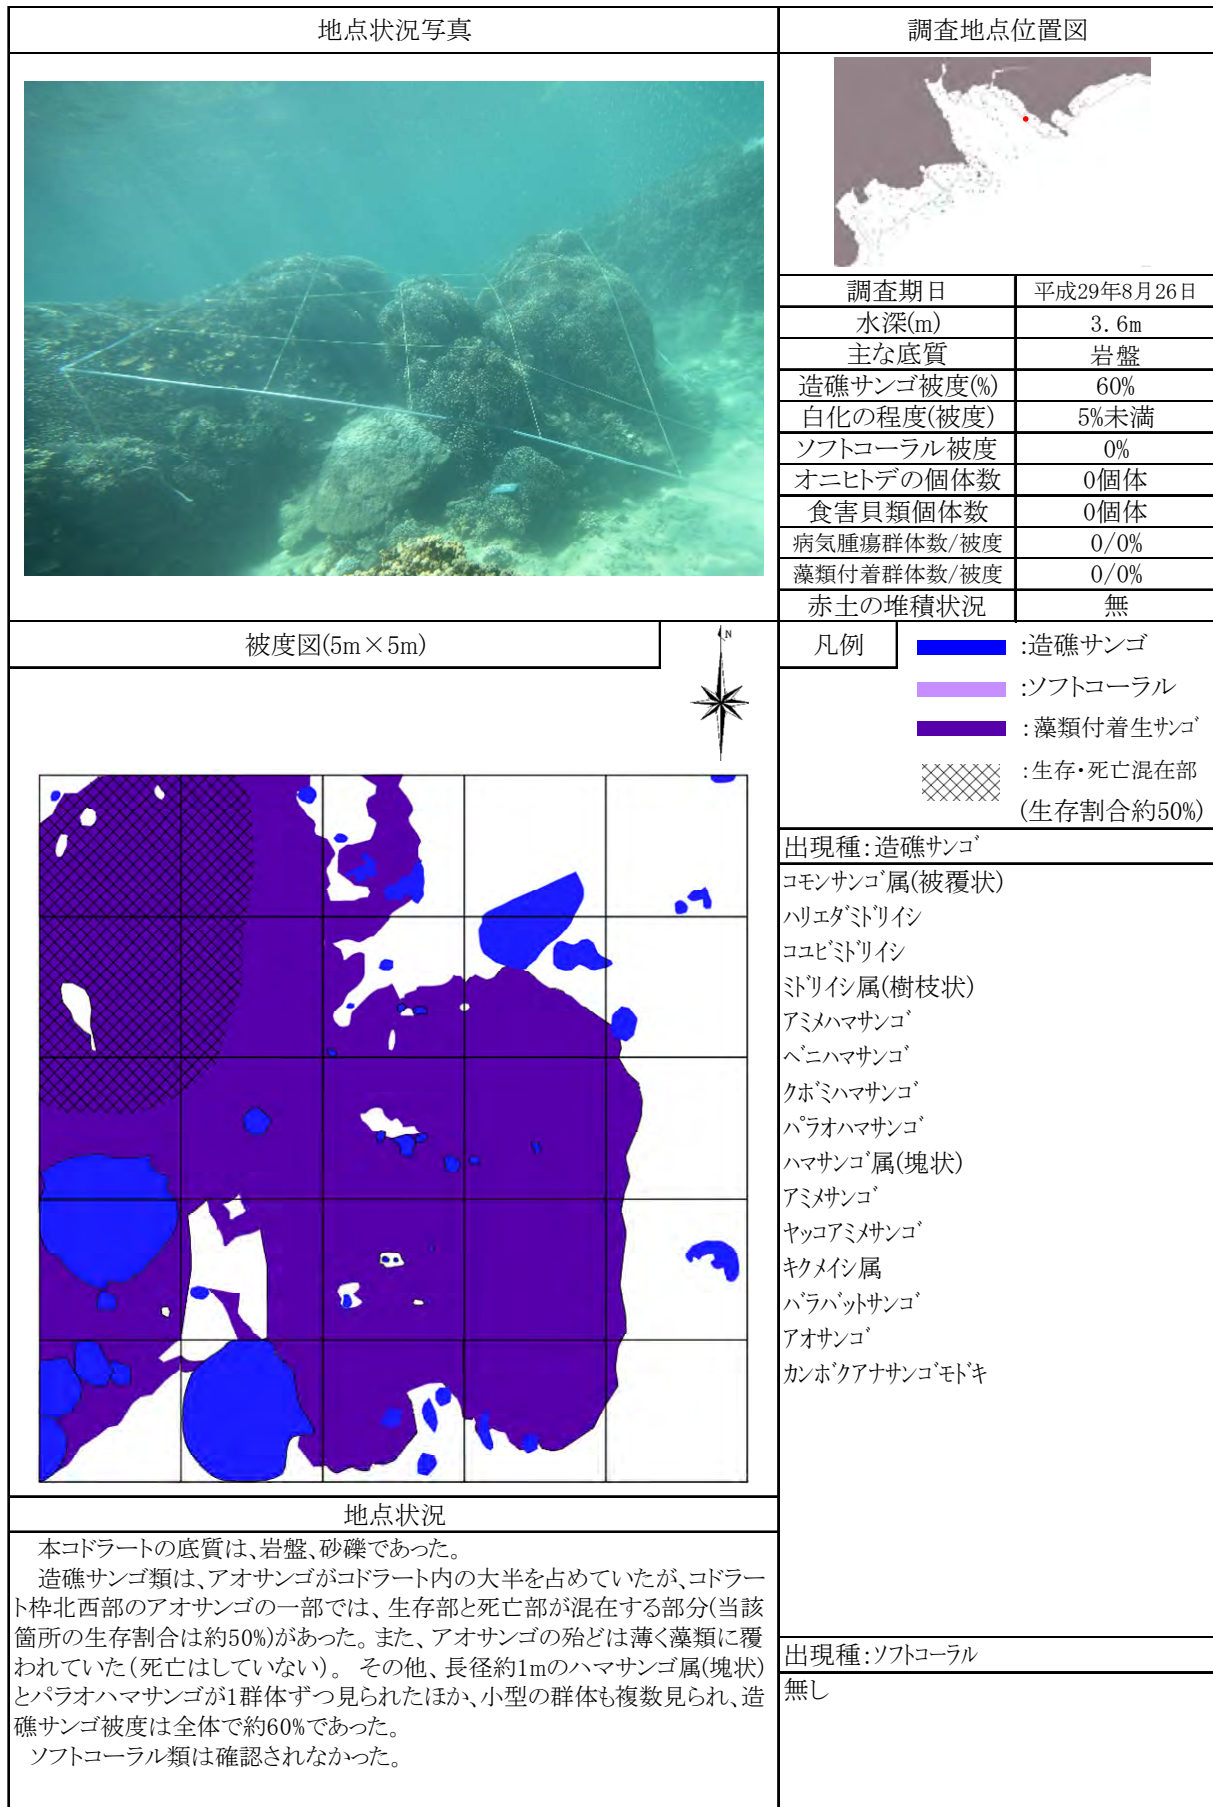 地点状況写真
調査地点位置図
調査期日 平成29年8月26日
水深(m) 3.6m
主な底質 岩盤
造礁サンゴ被度(%) 60%
白化の程度(被度) 5%未満
ソフトコーラル被度 0%
オニヒトデの個体数 0個体
食害貝類個体数 0個体
病気腫瘍群体数/被度 0/0%
藻類付着群体数/被度 0/0%
赤土の堆積状況 無
被度図(5m×5m)
N
凡例
:造礁サンゴ
:ソフトコーラル
:藻類付着生サンゴ
:生存・死亡混在部
(生存割合約50%)
出現種:造礁サンゴ
コモンサンゴ属(被覆状)
ハリエダミドリイシ
コユビミドリイシ
ミドリイシ属(樹枝状)
アミメハマサンゴ
ベニハマサンゴ
クボミハマサンゴ
パラオハマサンゴ
ハマサンゴ属(塊状)
アミメサンゴ
ヤッコアミメサンゴ
キクメイシ属
バラバットサンゴ
アオサンゴ
カンボクアナサンゴモドキ
地点状況
本コドラートの底質は、岩盤、砂礫であった。
造礁サンゴ類は、アオサンゴがコドラート内の大半を占めていたが、コドラー
ト枠北西部のアオサンゴの一部では、生存部と死亡部が混在する部分(当該
箇所の生存割合は約50%)があった。また、アオサンゴの殆どは薄く藻類に覆
われていた(死亡はしていない)。その他、長径約1mのハマサンゴ属(塊状)
とパラオハマサンゴが1群体ずつ見られたほか、小型の群体も複数見られ、造
礁サンゴ被度は全体で約60%であった。
ソフトコーラル類は確認されなかった。
出現種:ソフトコーラル
無し